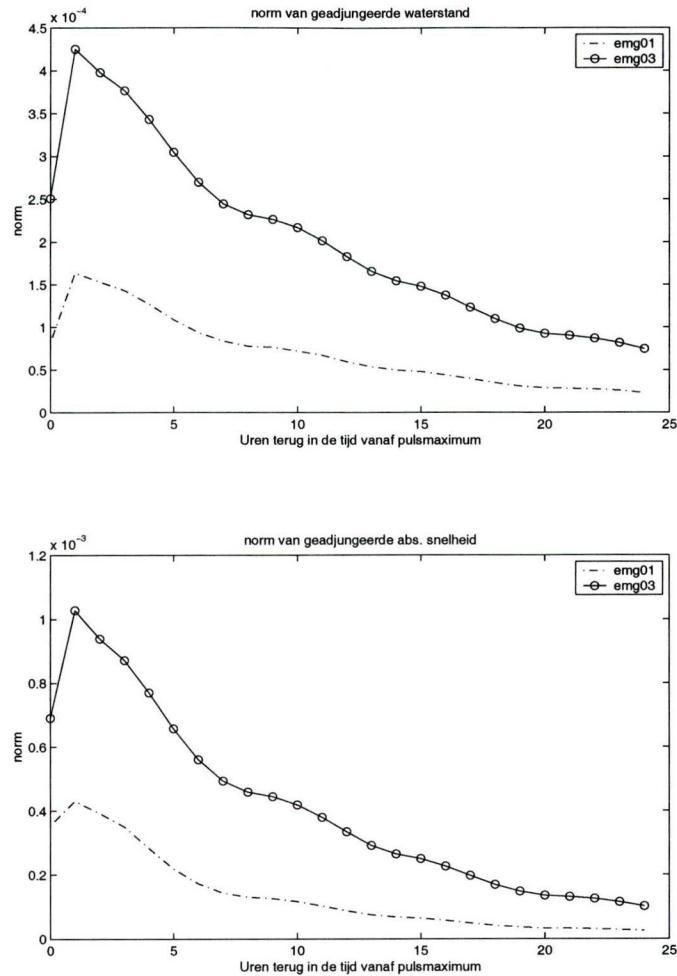 norm van geadjungeerde waterstand
x 10⁻⁴
emg01
emg03
4.5
4
3.5
3
2.5
2
1.5
1
0.5
0
norm
0 5 10 15 20 25
Uren terug in de tijd vanaf pulsmaximum
norm van geadjungeerde abs. snelheid
x 10⁻³
emg01
emg03
1.2
1
0.8
0.6
0.4
0.2
0
norm
0 5 10 15 20 25
Uren terug in de tijd vanaf pulsmaximum